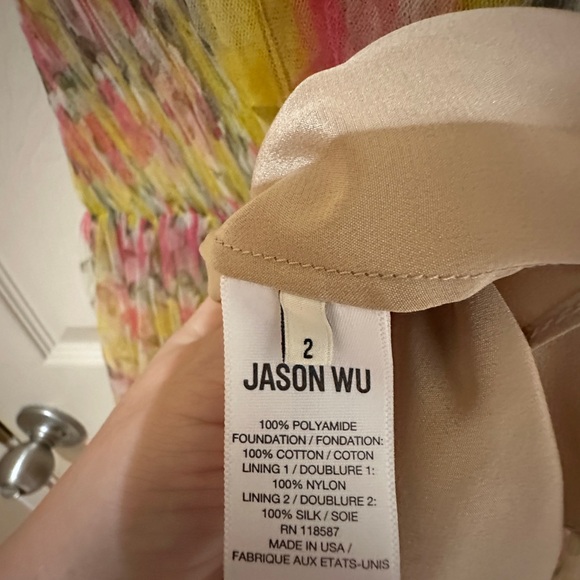 2
JASON WU
100% POLYAMIDE
FOUNDATION / FONDATION:
100% COTTON / COTON
LINING 1 / DOUBLURE 1:
100% NYLON
LINING 2 / DOUBLURE 2:
100% SILK / SOIE
RN 118587
MADE IN USA /
FABRIQUE AUX ETATS-UNIS